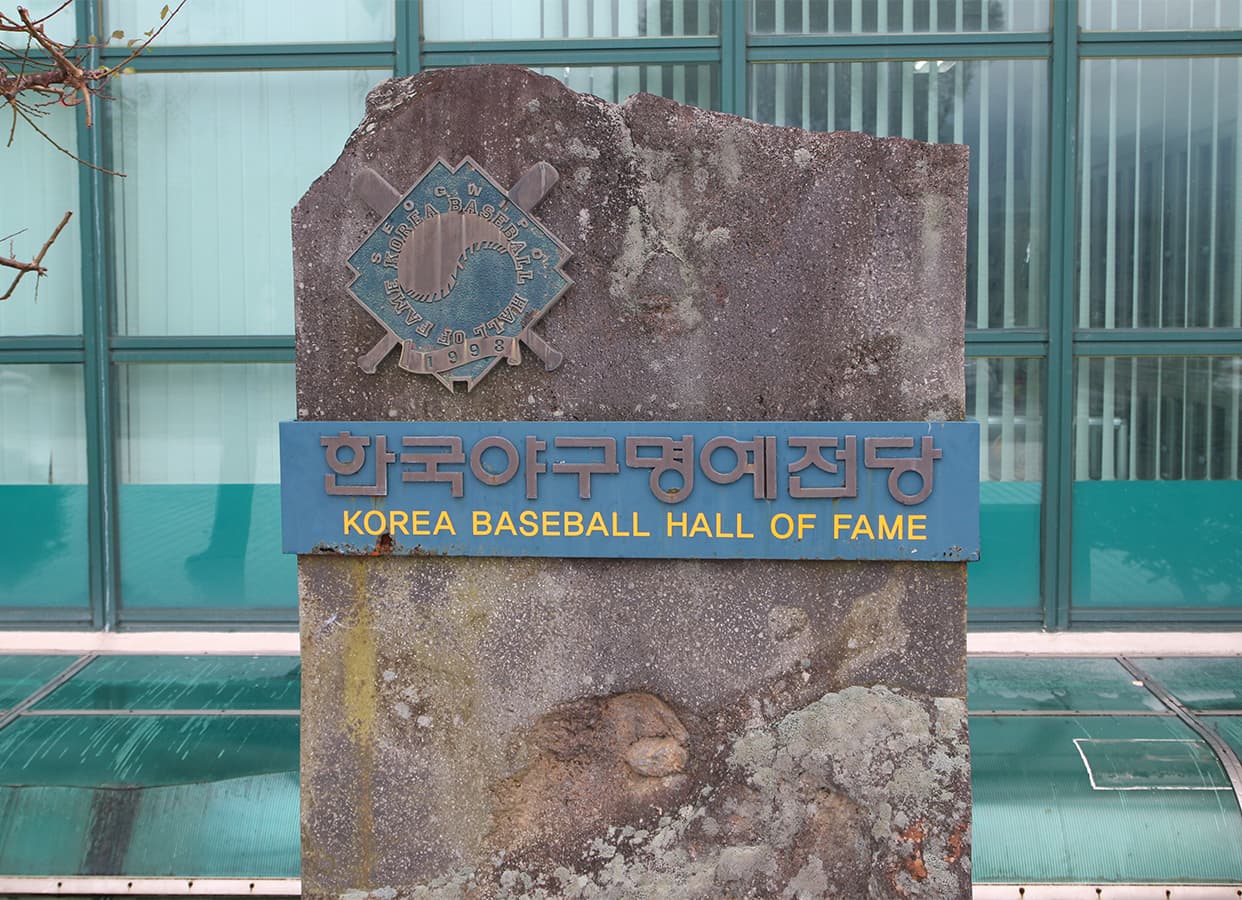 SEOGWIPO
KOREA BASEBALL HALL OF FAME
1998
한국야구명예전당
KOREA BASEBALL HALL OF FAME